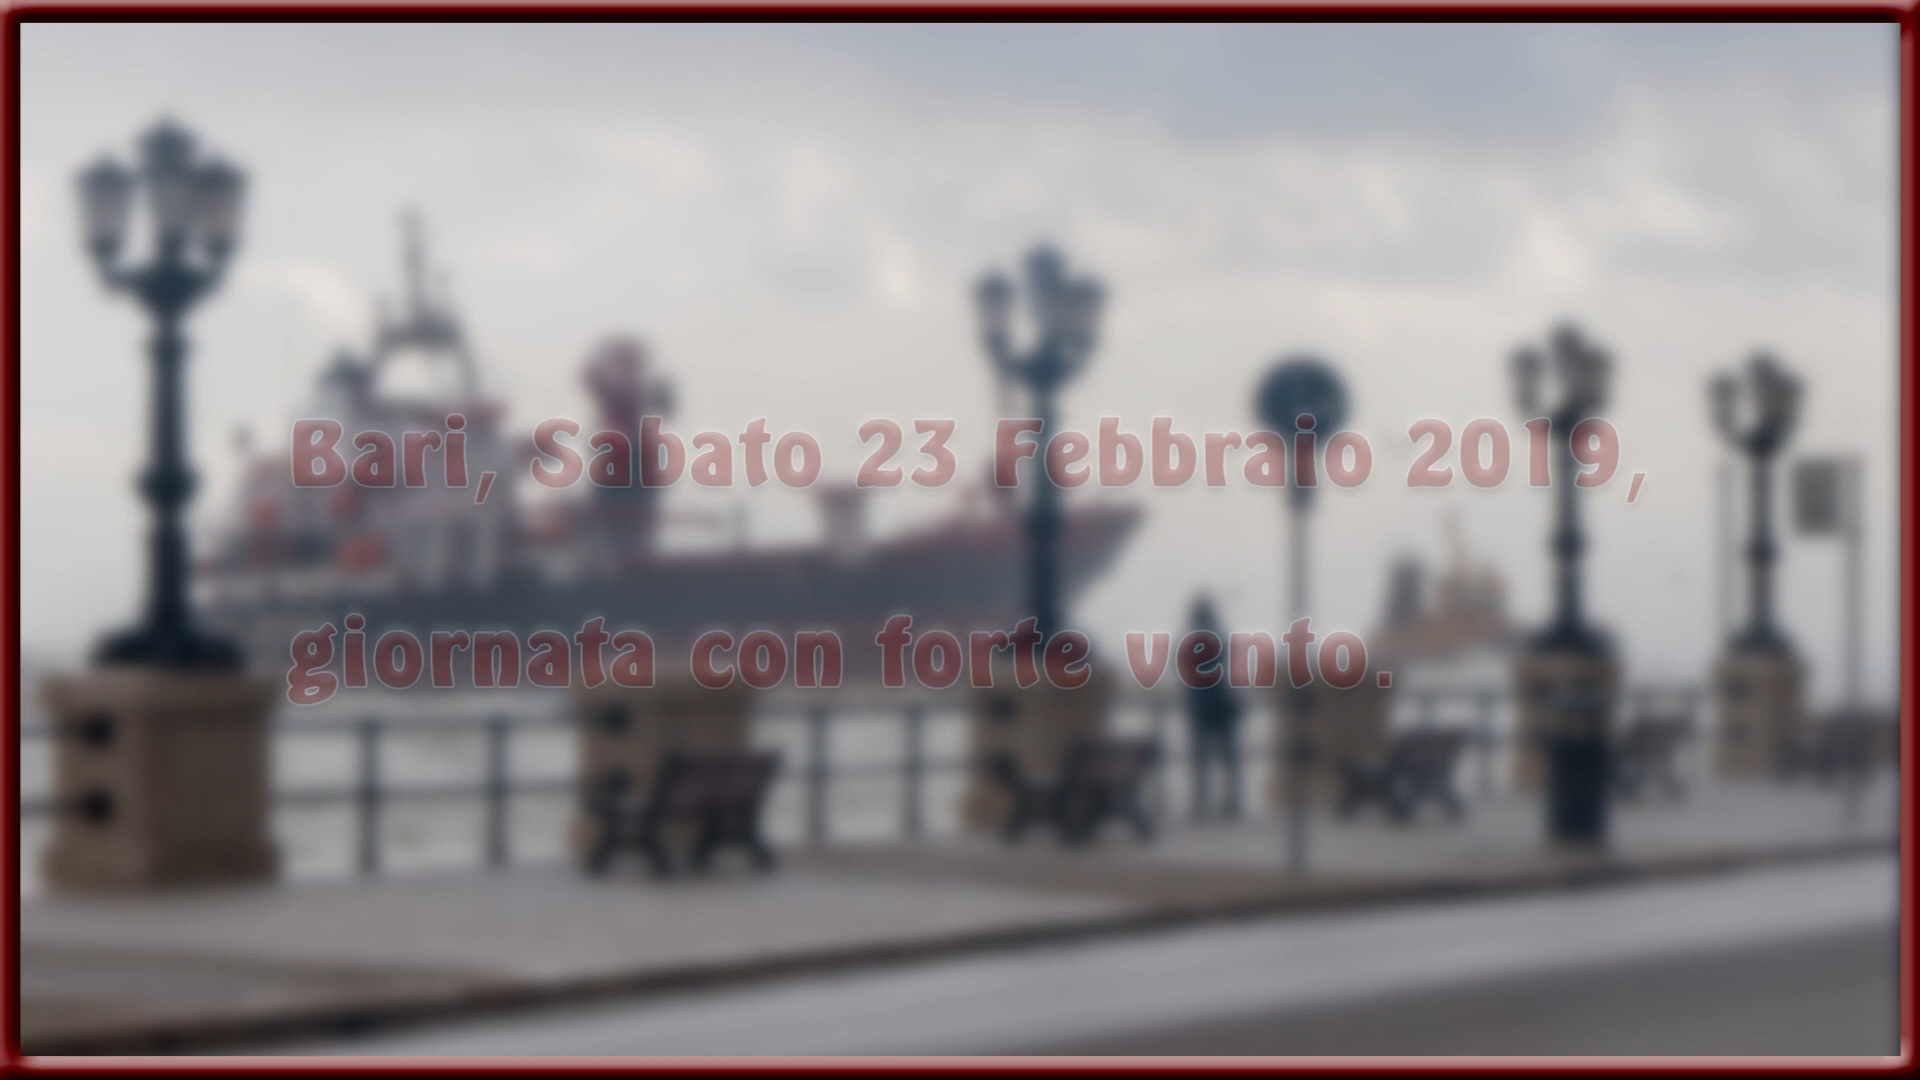 Bari, Sabato 23 Febbraio 2019,
giornata con forte vento.